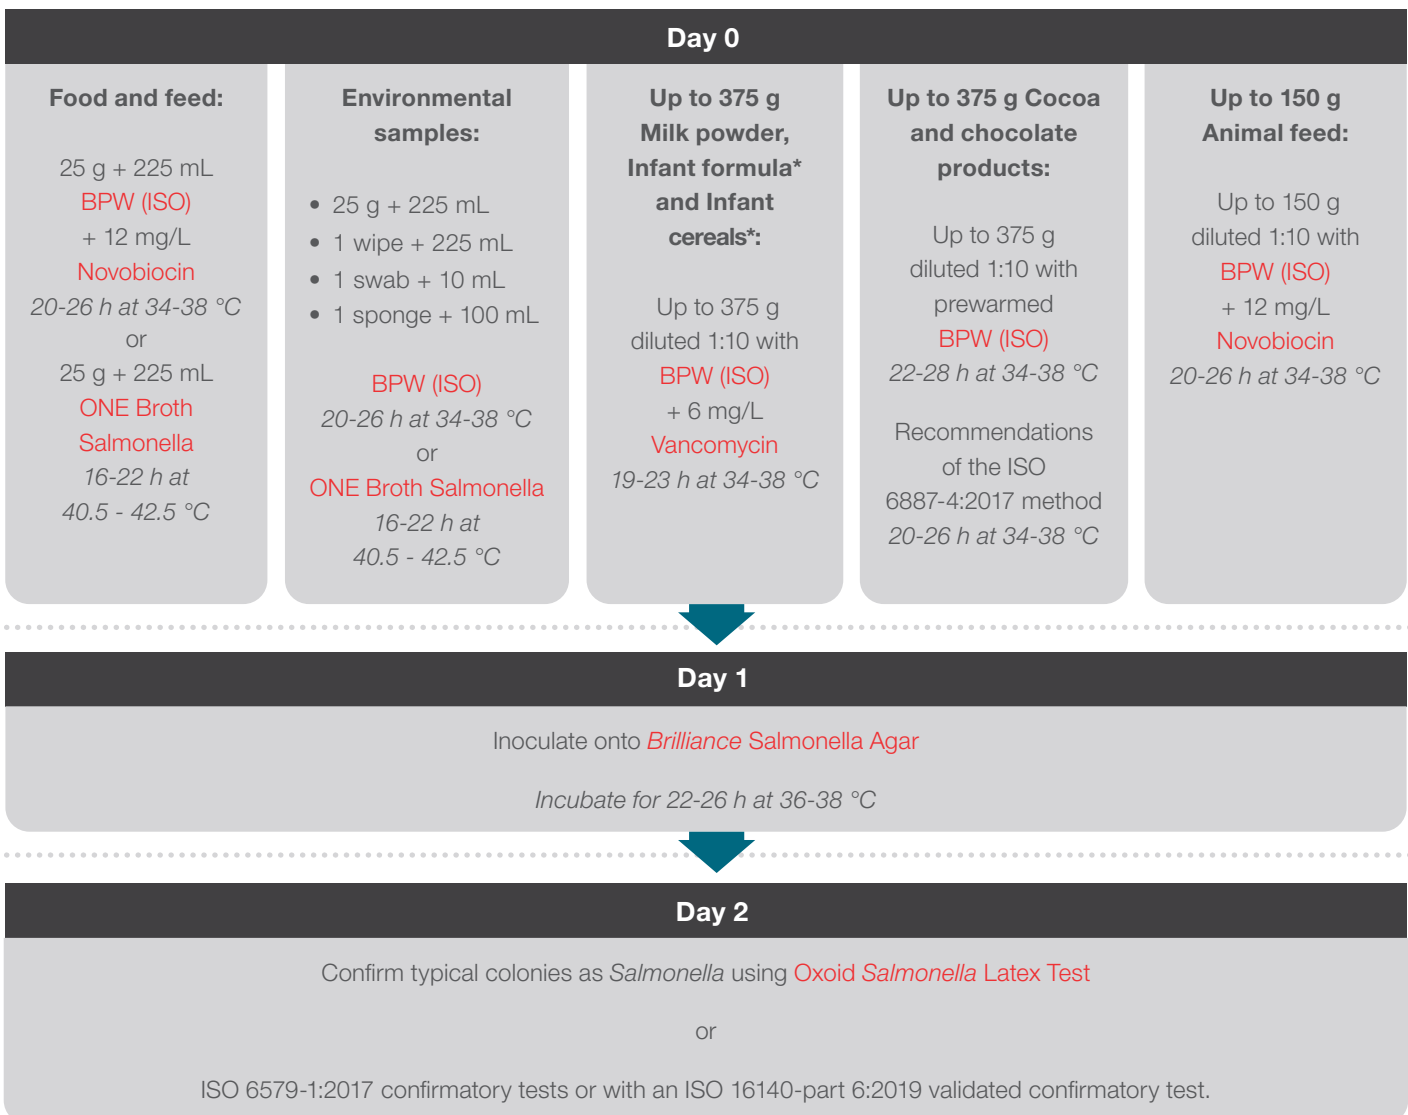 Day 0
Food and feed:
25 g + 225 mL
BPW (ISO)
+ 12 mg/L
Novobiocin
20-26 h at 34-38 °C
or
25 g + 225 mL
ONE Broth
Salmonella
16-22 h at
40.5 - 42.5 °C
Environmental
samples:
• 25 g + 225 mL
• 1 wipe + 225 mL
• 1 swab + 10 mL
• 1 sponge + 100 mL
BPW (ISO)
20-26 h at 34-38 °C
or
ONE Broth Salmonella
16-22 h at
40.5 - 42.5 °C
Up to 375 g
Milk powder,
Infant formula*
and Infant
cereals*:
Up to 375 g
diluted 1:10 with
BPW (ISO)
+ 6 mg/L
Vancomycin
19-23 h at 34-38 °C
Up to 375 g Cocoa
and chocolate
products:
Up to 375 g
diluted 1:10 with
prewarmed
BPW (ISO)
22-28 h at 34-38 °C
Recommendations
of the ISO
6887-4:2017 method
20-26 h at 34-38 °C
Up to 150 g
Animal feed:
Up to 150 g
diluted 1:10 with
BPW (ISO)
+ 12 mg/L
Novobiocin
20-26 h at 34-38 °C
Day 1
Inoculate onto Brilliance Salmonella Agar
Incubate for 22-26 h at 36-38 °C
Day 2
Confirm typical colonies as Salmonella using Oxoid Salmonella Latex Test
or
ISO 6579-1:2017 confirmatory tests or with an ISO 16140-part 6:2019 validated confirmatory test.